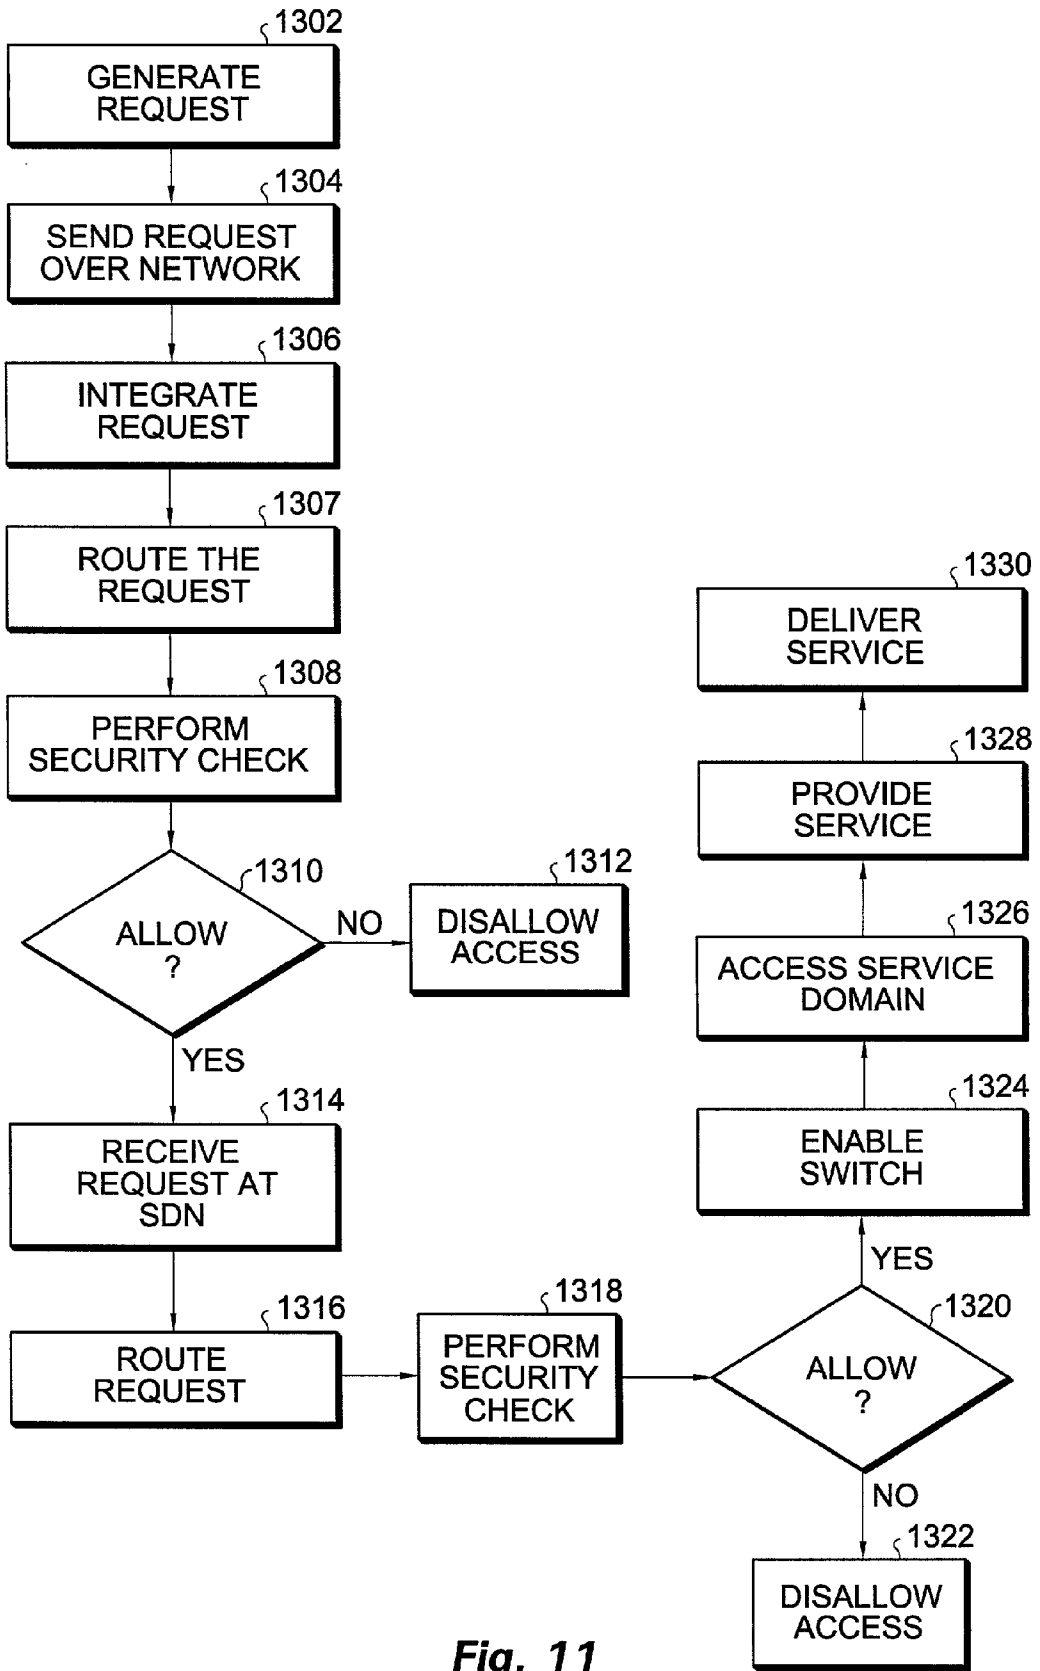 1302
GENERATE
REQUEST
1304
SEND REQUEST
OVER NETWORK
1306
INTEGRATE
REQUEST
1307
ROUTE THE
REQUEST
1308
PERFORM
SECURITY CHECK
1310
ALLOW
?
NO
1312
DISALLOW
ACCESS
YES
1314
RECEIVE
REQUEST AT
SDN
1316
ROUTE
REQUEST
1318
PERFORM
SECURITY
CHECK
1320
ALLOW
?
NO
1322
DISALLOW
ACCESS
YES
1324
ENABLE
SWITCH
1326
ACCESS SERVICE
DOMAIN
1328
PROVIDE
SERVICE
1330
DELIVER
SERVICE
Fig. 11